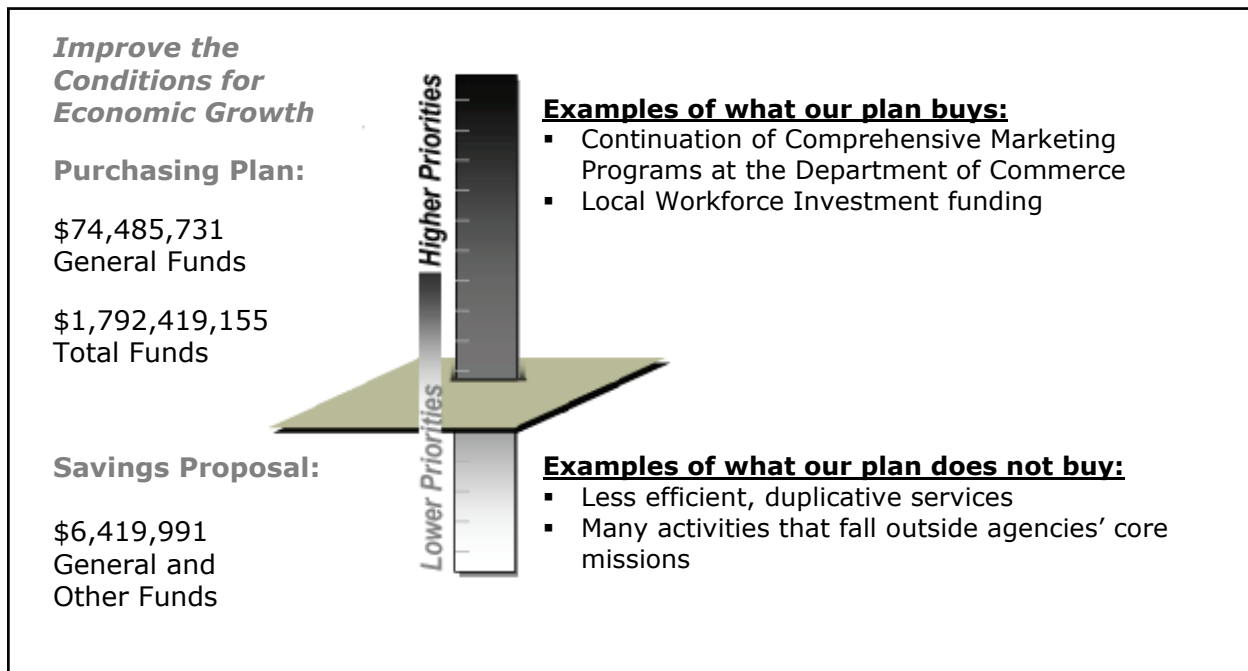 Improve the
Conditions for
Economic Growth
Purchasing Plan:
$74,485,731
General Funds
$1,792,419,155
Total Funds
Savings Proposal:
$6,419,991
General and
Other Funds
Higher Priorities
Lower Priorities
Examples of what our plan buys:
▪ Continuation of Comprehensive Marketing
Programs at the Department of Commerce
▪ Local Workforce Investment funding
Examples of what our plan does not buy:
▪ Less efficient, duplicative services
▪ Many activities that fall outside agencies’ core
missions